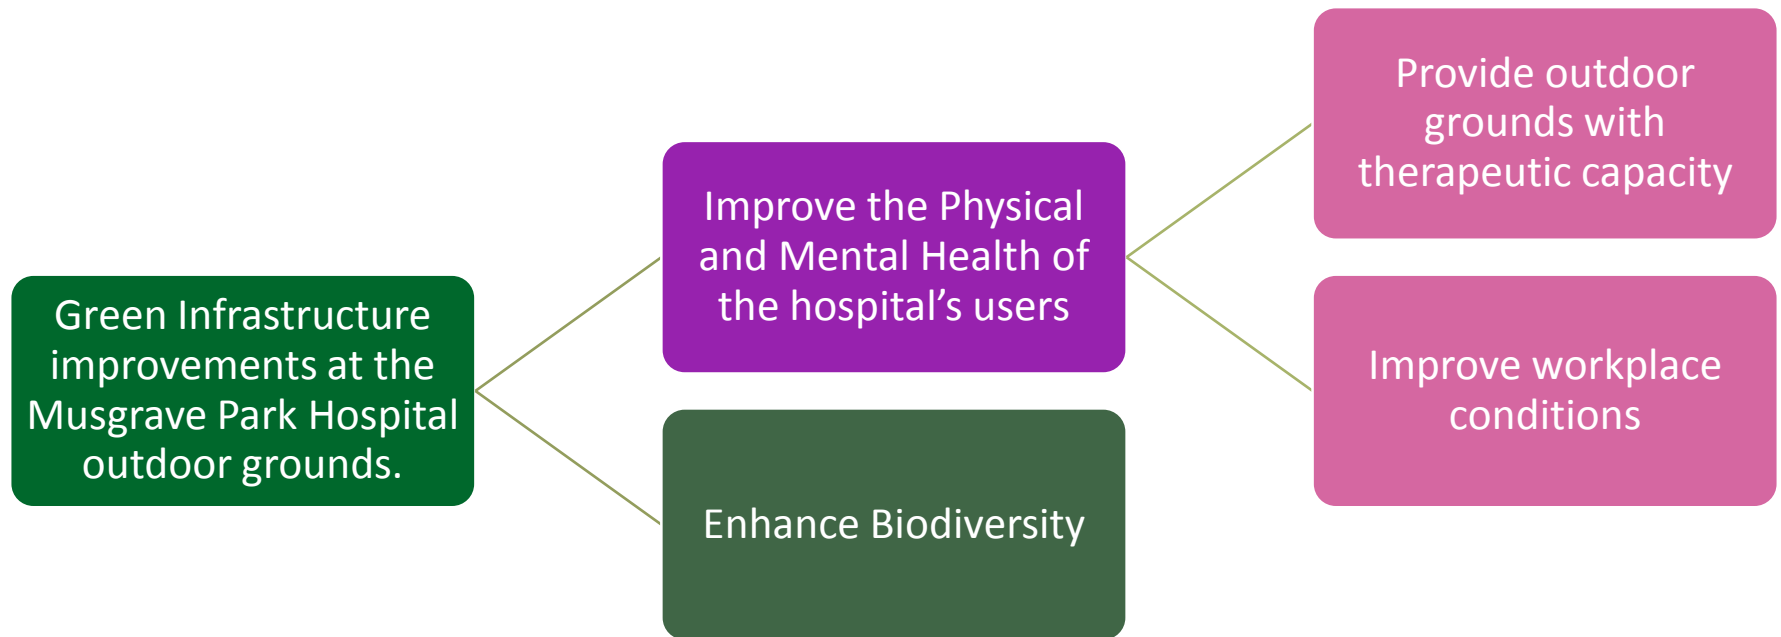 Green Infrastructure
improvements at the
Musgrave Park Hospital
outdoor grounds.
Improve the Physical
and Mental Health of
the hospital’s users
Enhance Biodiversity
Provide outdoor
grounds with
therapeutic capacity
Improve workplace
conditions